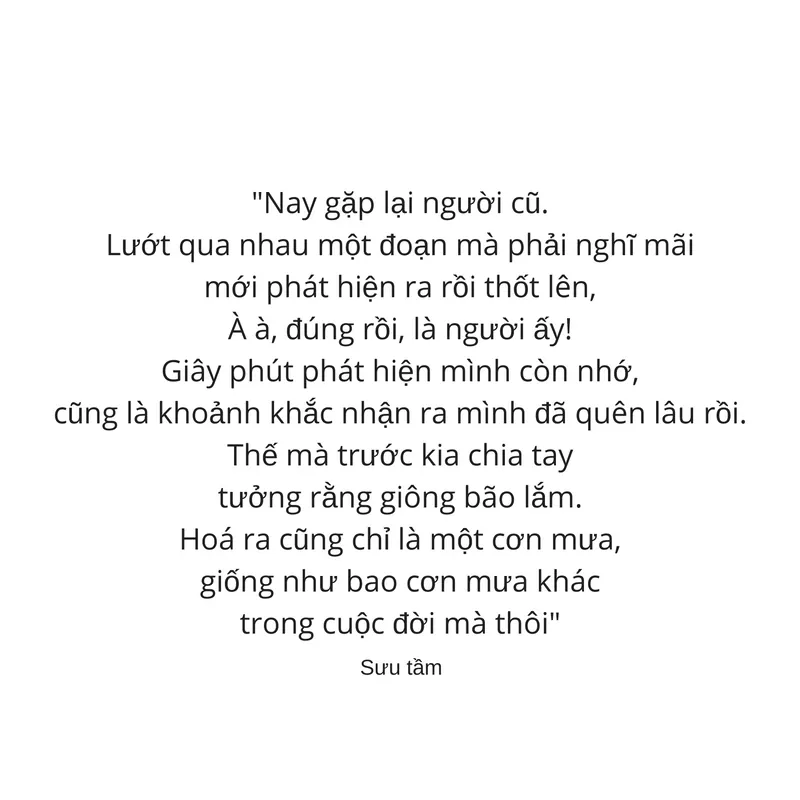 "Nay gặp lại người cũ.
Lướt qua nhau một đoạn mà phải nghĩ mãi
mới phát hiện ra rồi thốt lên,
À à, đúng rồi, là người ấy!
Giây phút phát hiện mình còn nhớ,
cũng là khoảnh khắc nhận ra mình đã quên lâu rồi.
Thế mà trước kia chia tay
tưởng rằng giông bão lắm.
Hoá ra cũng chỉ là một cơn mưa,
giống như bao cơn mưa khác
trong cuộc đời mà thôi"
Sưu tầm